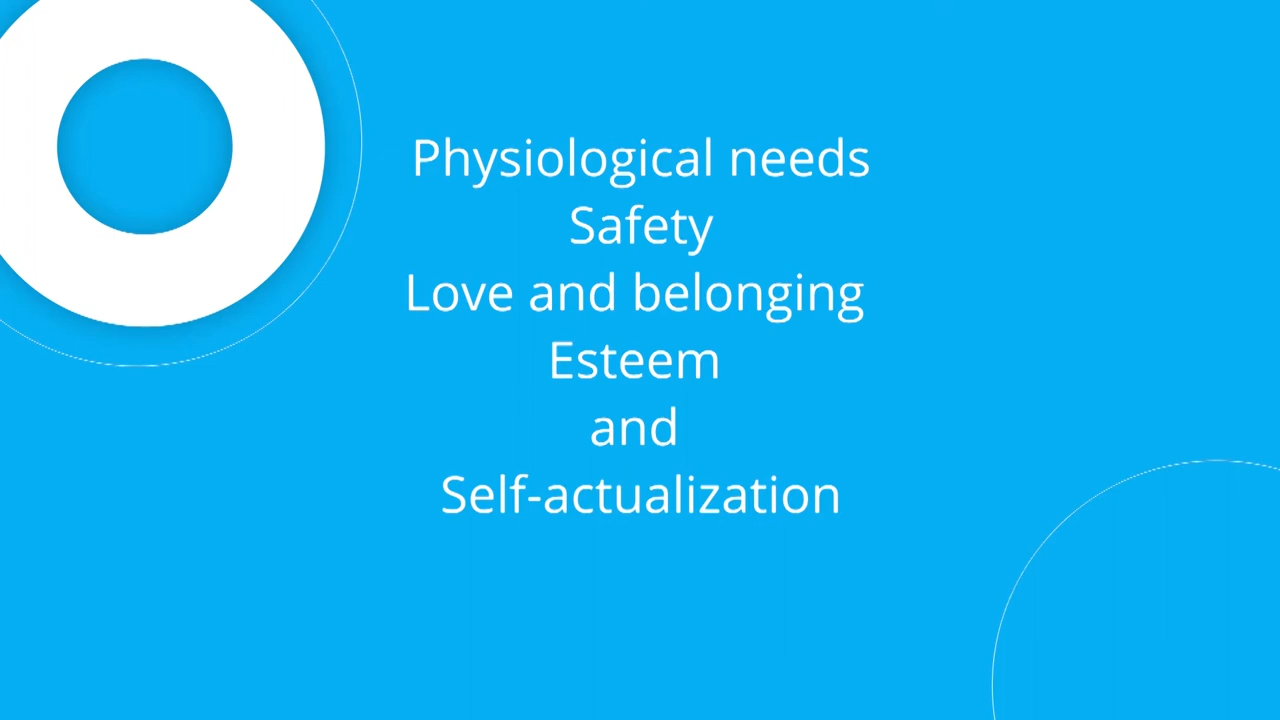 Physiological needs
Safety
Love and belonging
Esteem
and
Self-actualization